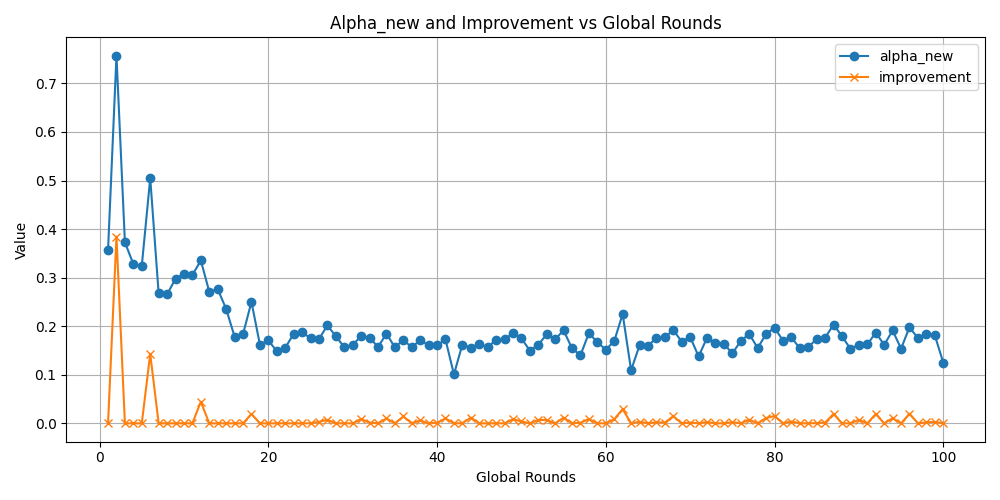 Alpha_new and Improvement vs Global Rounds
alpha_new
improvement
Value
0.7
0.6
0.5
0.4
0.3
0.2
0.1
0.0
0 20 40 60 80 100
Global Rounds